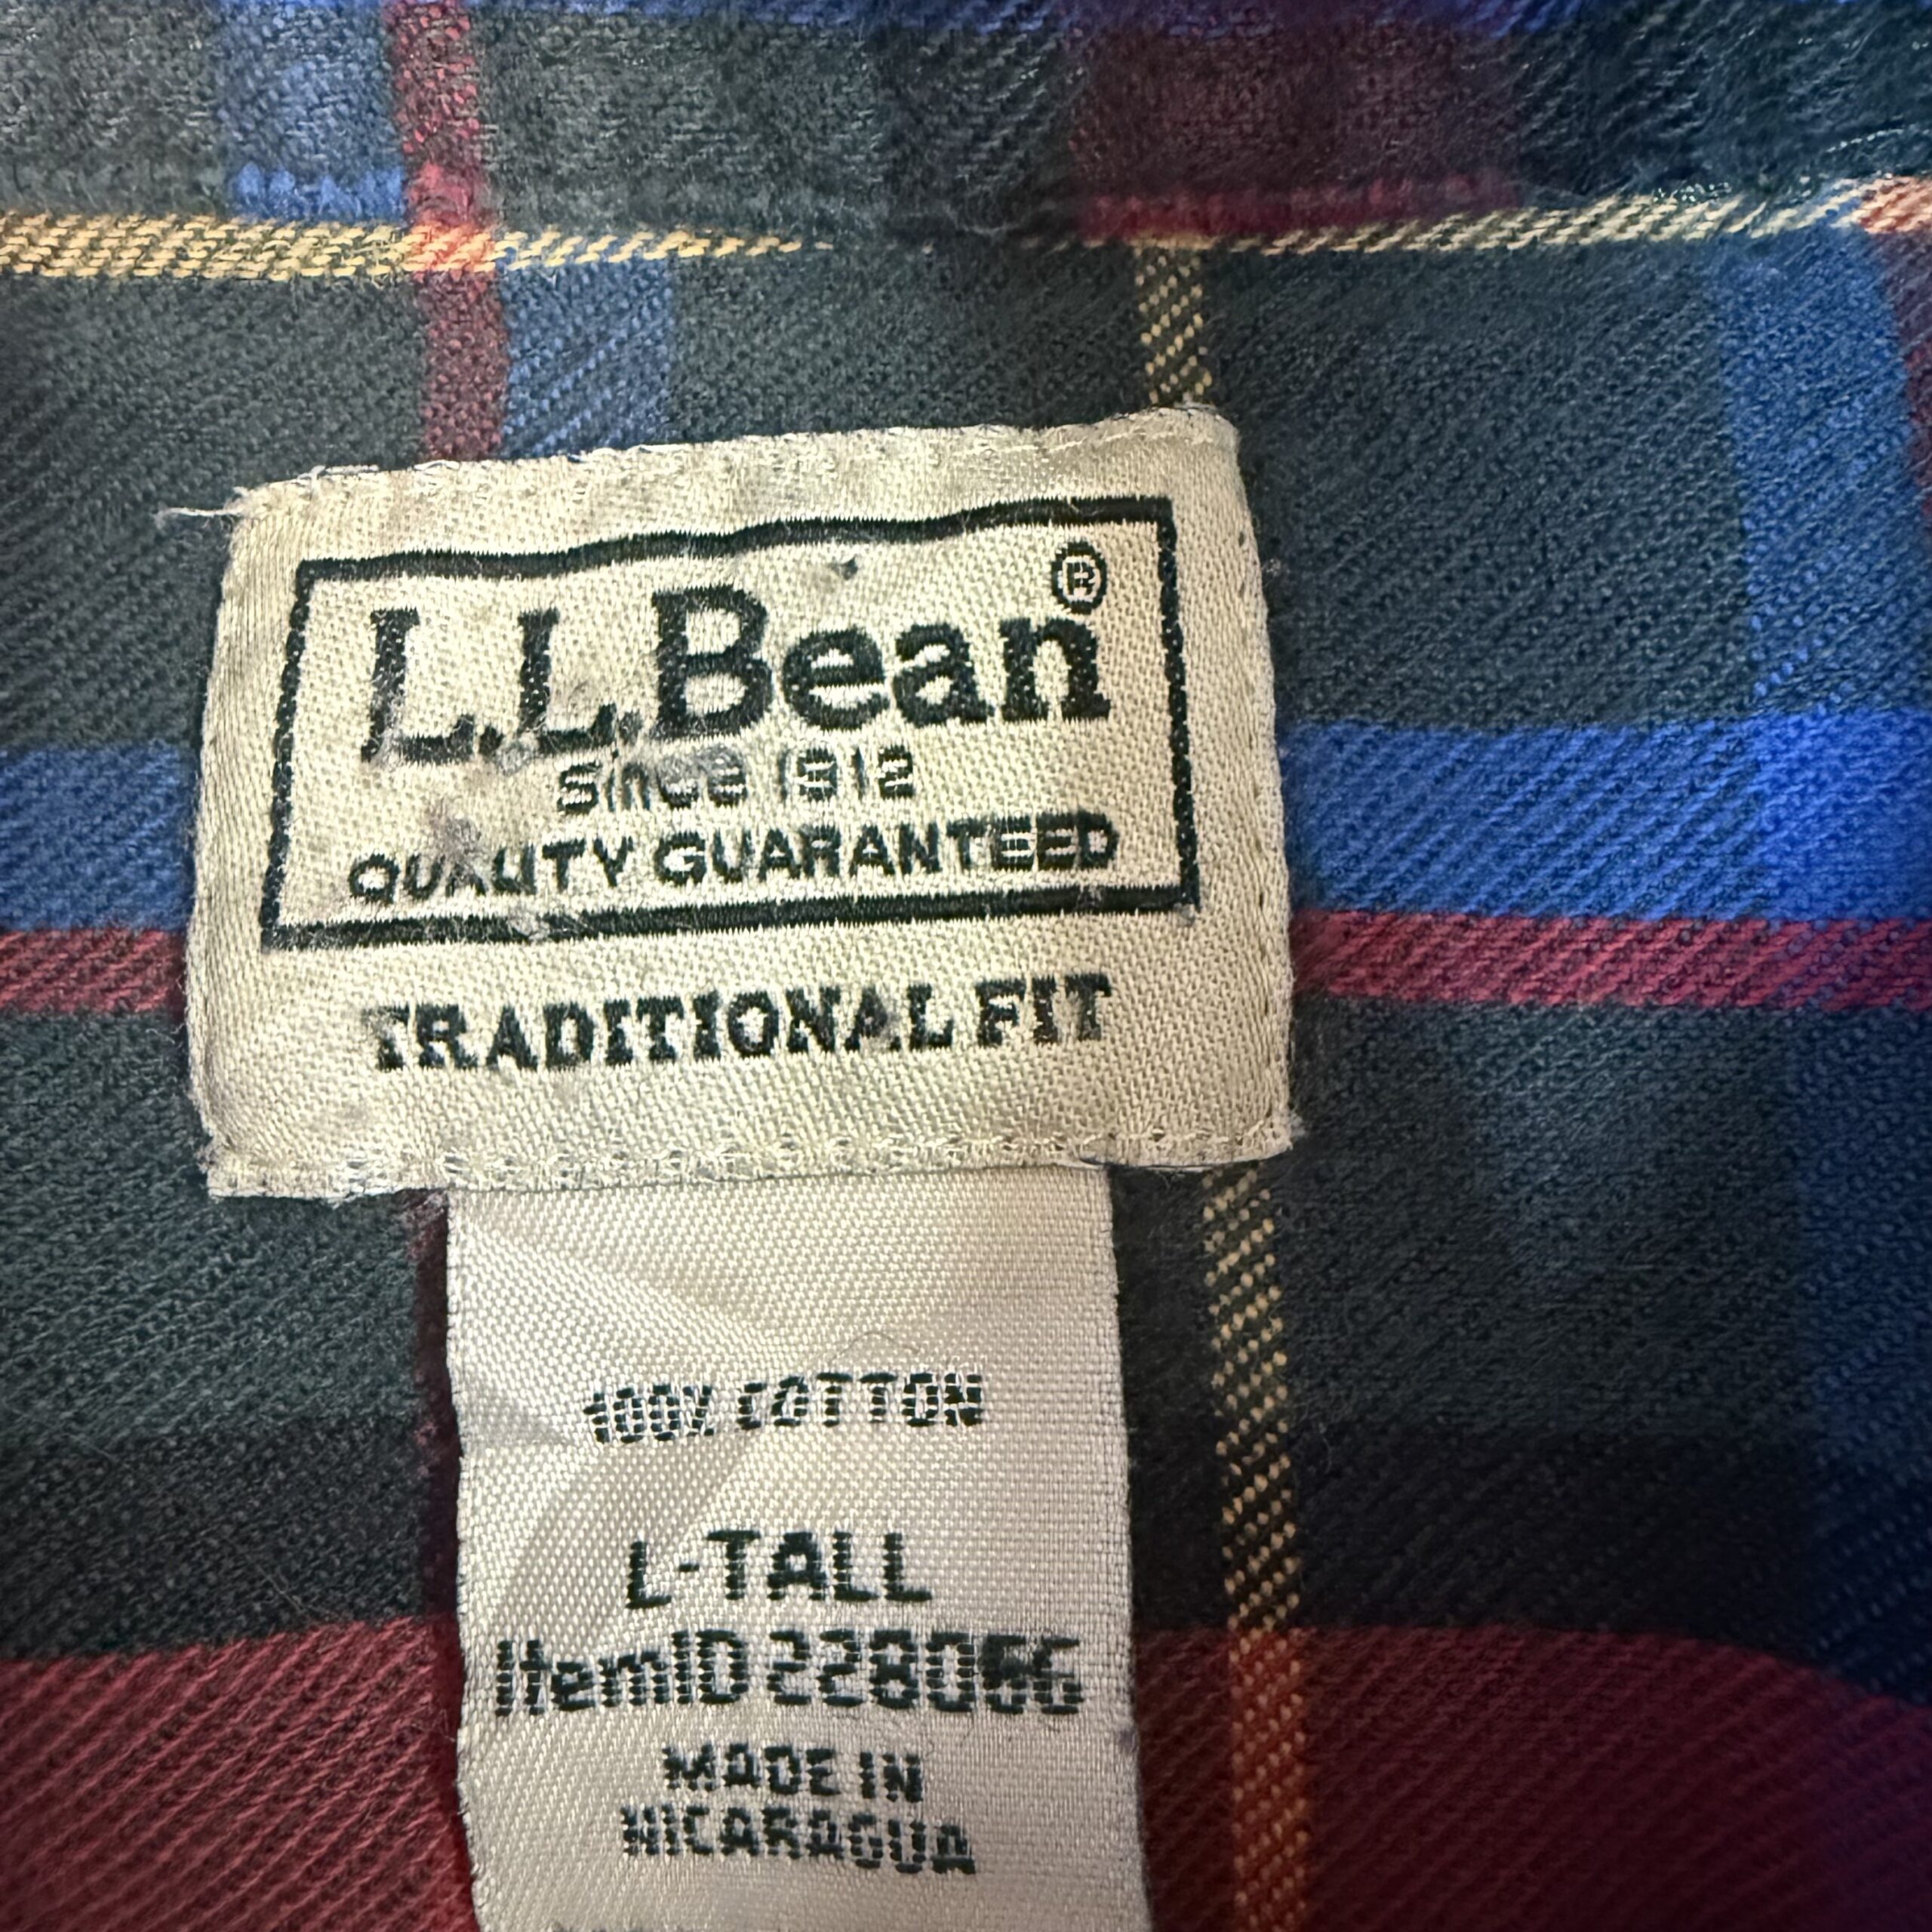 L.L.Bean®
Since 1912
QUALITY GUARANTEED
TRADITIONAL FIT
100% COTTON
L-TALL
ItemID 228066
MADE IN
NICARAGUA